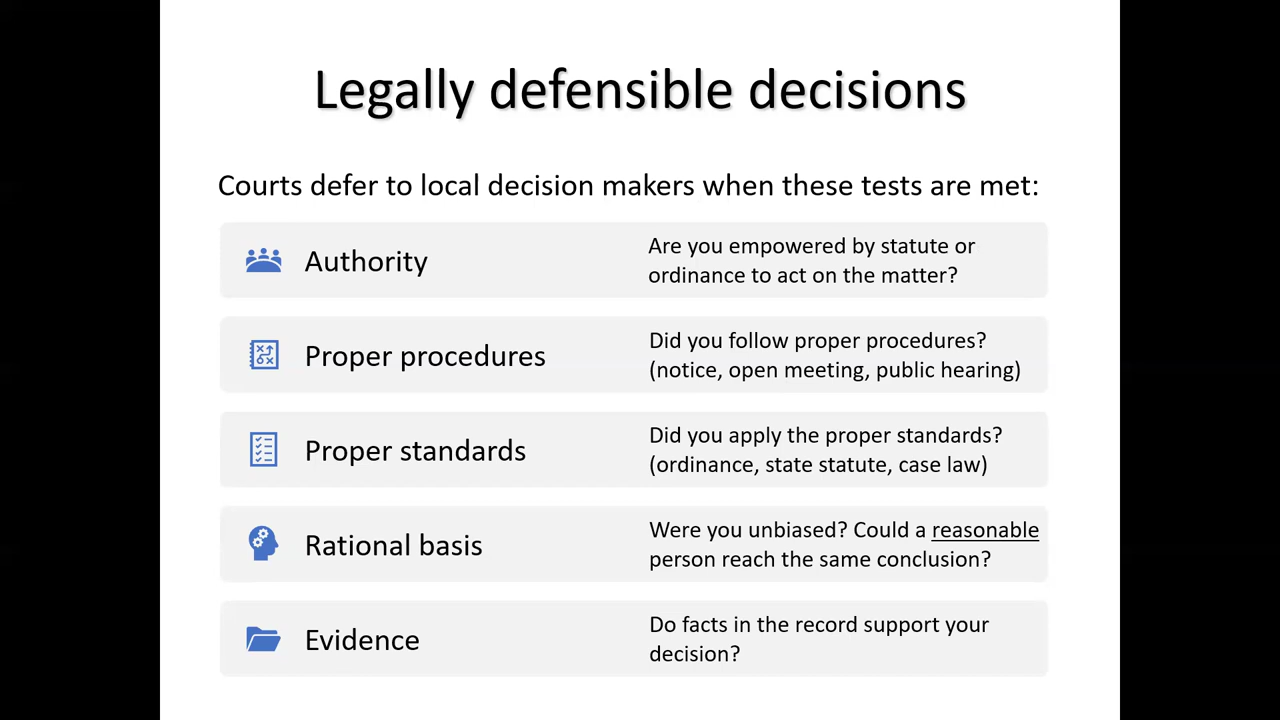 Legally defensible decisions
Courts defer to local decision makers when these tests are met:
Authority
Are you empowered by statute or
ordinance to act on the matter?
Proper procedures
Did you follow proper procedures?
(notice, open meeting, public hearing)
Proper standards
Did you apply the proper standards?
(ordinance, state statute, case law)
Rational basis
Were you unbiased? Could a reasonable
person reach the same conclusion?
Evidence
Do facts in the record support your
decision?